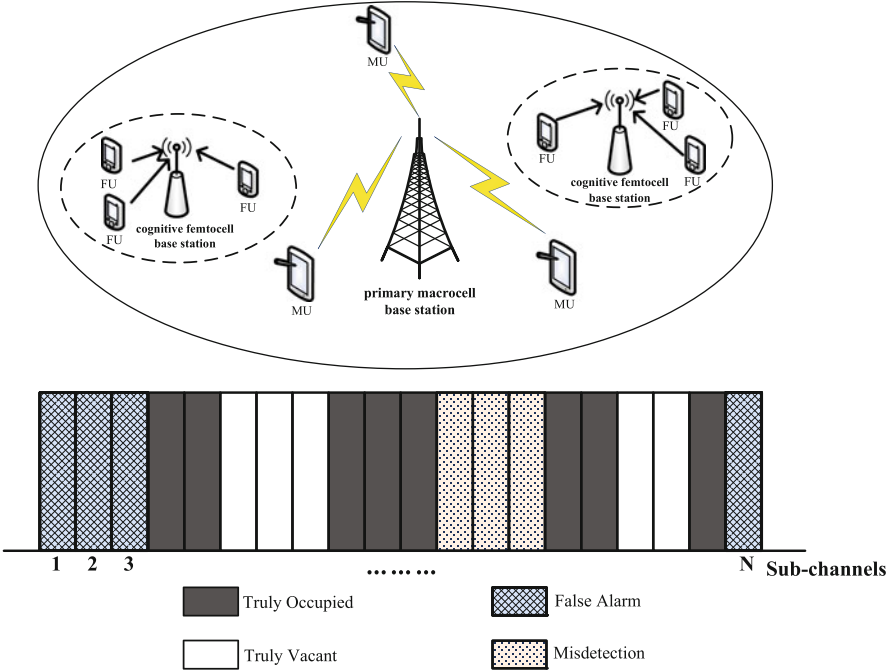 MU
FU
FU
FU
cognitive femtocell
base station
FU
FU
FU
cognitive femtocell
base station
MU
primary macrocell
base station
MU
1 2 3 ... ... ... N Sub-channels
Truly Occupied
False Alarm
Truly Vacant
Misdetection